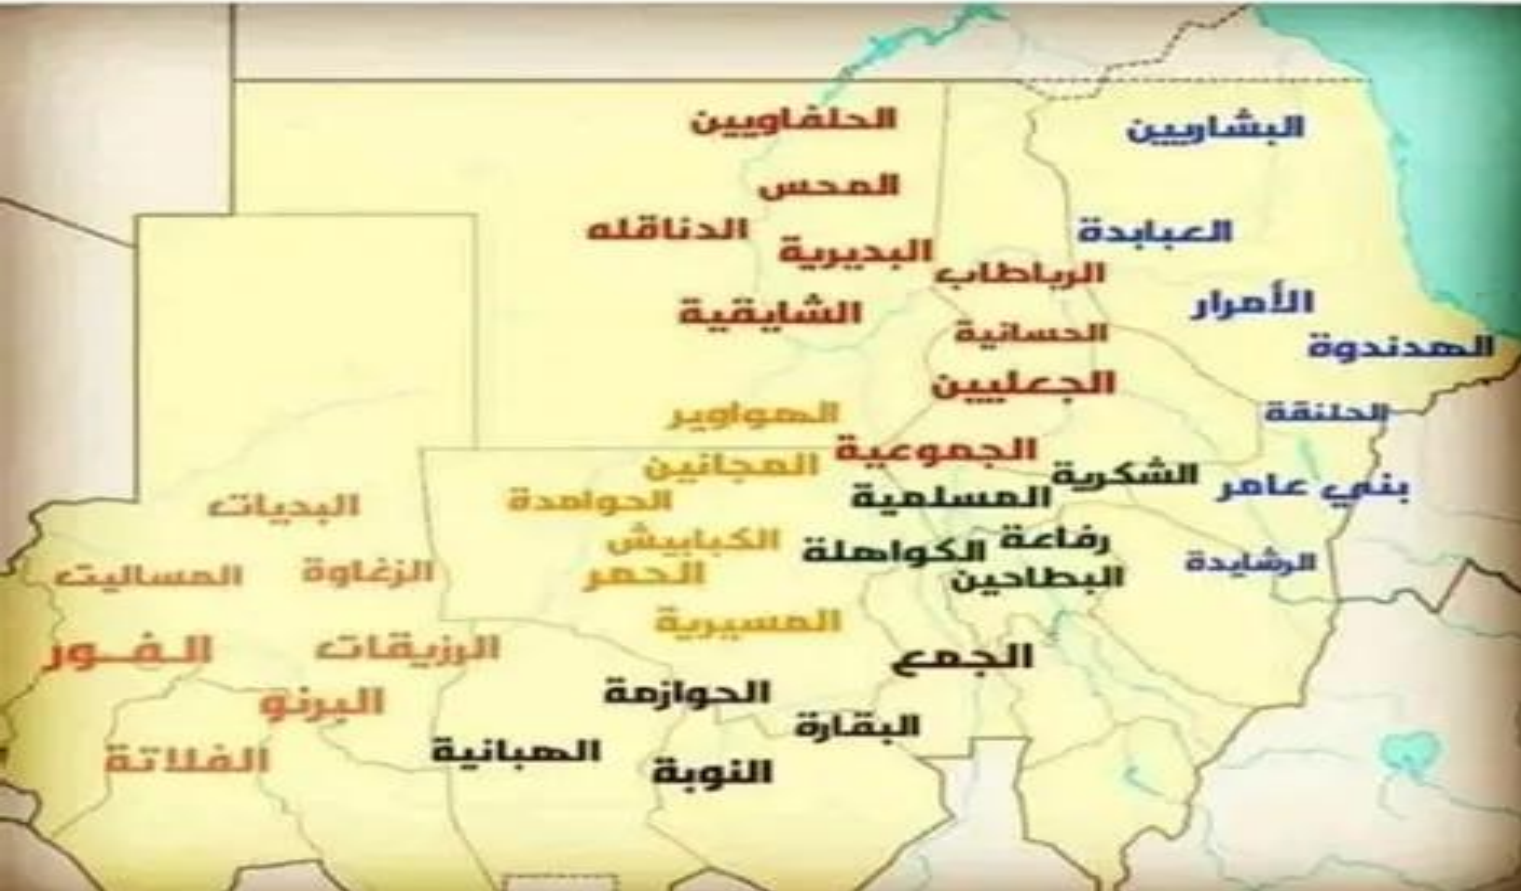 البشاريين
الحلفاويين
المحس
العبابدة
الدناقله
البديرية
الرباطاب
الأمرار
الشايقية
الحسانية
الهدندوة
الجعليين
الحلنقة
الهواوير
الجموعية
المجانين
الشكرية
بني عامر
المسلمية
الحوامدة
البديات
رفاعة
الكواهلة
الكبابيش
الرشايدة
البطاحين
الحمر
الزغاوة
المساليت
المسيرية
الجمع
الرزيقات
الفـور
الحوازمة
البرنو
البقارة
الهبانية
الفلاتة
النوبة